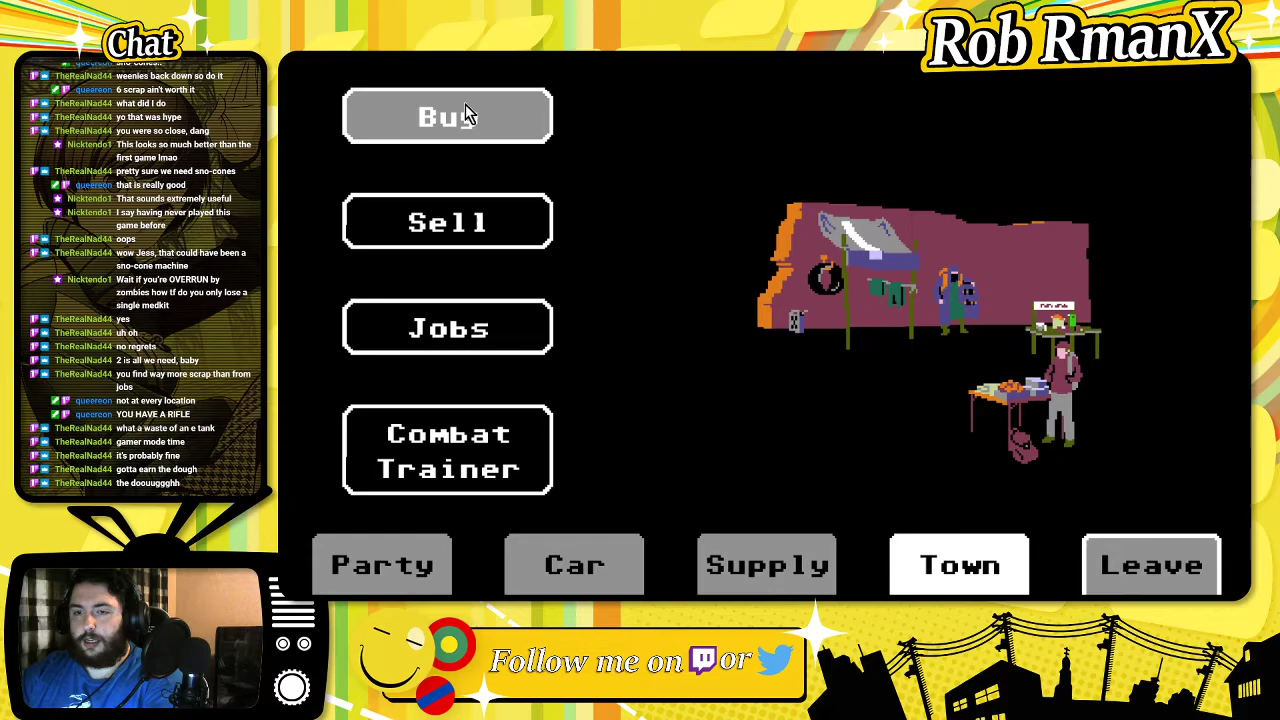 Chat
Rob RmanX
TheRealNad44 weenies back down so do it
queereon 6 scrap ain't worth it
TheRealNad44 what did I do
TheRealNad44 yo that was hype
TheRealNad44 you were so close, dang
Nicktendo1 This looks so much better than the
first game lmao
TheRealNad44 pretty sure we need sno-cones
queereon that is really good
Nicktendo1 That sounds extremely useful
Nicktendo1 I say having never played this
game before
TheRealNad44 oops
TheRealNad44 wow Jess, that could have been a
sno-cone machine
Nicktendo1 Wait if you're OVERRUN by
zombies how tf do you only lose a
single medkit
TheRealNad44 yes
TheRealNad44 uh oh
TheRealNad44 no regrets
TheRealNad44 2 is all we need, baby
TheRealNad44 you find way more scrap than from
jobs
queereon not at every location
queereon YOU HAVE A RIFLE
TheRealNad44 what a waste of an e tank
TheRealNad44 gamer mode time
TheRealNad44 it's probably fine
TheRealNad44 gotta earn the dough
TheRealNad44 the doouuggghh
Buy
Sell
Jobs
Combat
Trainer
Party
Car
Supply
Town
Leave
Follow me on or